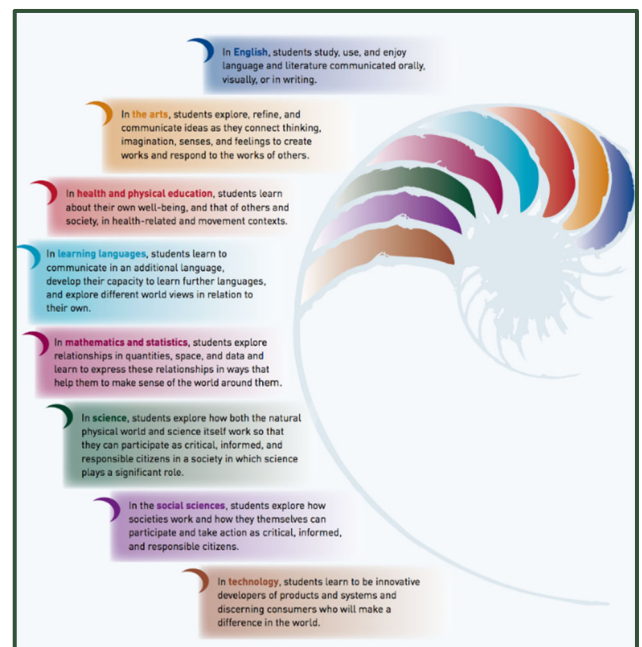 In English, students study, use, and enjoy
language and literature communicated orally,
visually, or in writing.
In the arts, students explore, refine, and
communicate ideas as they connect thinking,
imagination, senses, and feelings to create
works and respond to the works of others.
In health and physical education, students learn
about their own well-being, and that of others and
society, in health-related and movement contexts.
In learning languages, students learn to
communicate in an additional language,
develop their capacity to learn further languages,
and explore different world views in relation to
their own.
In mathematics and statistics, students explore
relationships in quantities, space, and data and
learn to express these relationships in ways that
help them to make sense of the world around them.
In science, students explore how both the natural
physical world and science itself work so that
they can participate as critical, informed, and
responsible citizens in a society in which science
plays a significant role.
In the social sciences, students explore how
societies work and how they themselves can
participate and take action as critical, informed,
and responsible citizens.
In technology, students learn to be innovative
developers of products and systems and
discerning consumers who will make a
difference in the world.